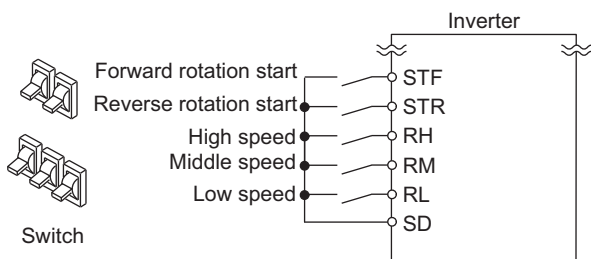 Inverter
Forward rotation start STF
Reverse rotation start STR
High speed RH
Middle speed RM
Low speed RL
SD
Switch